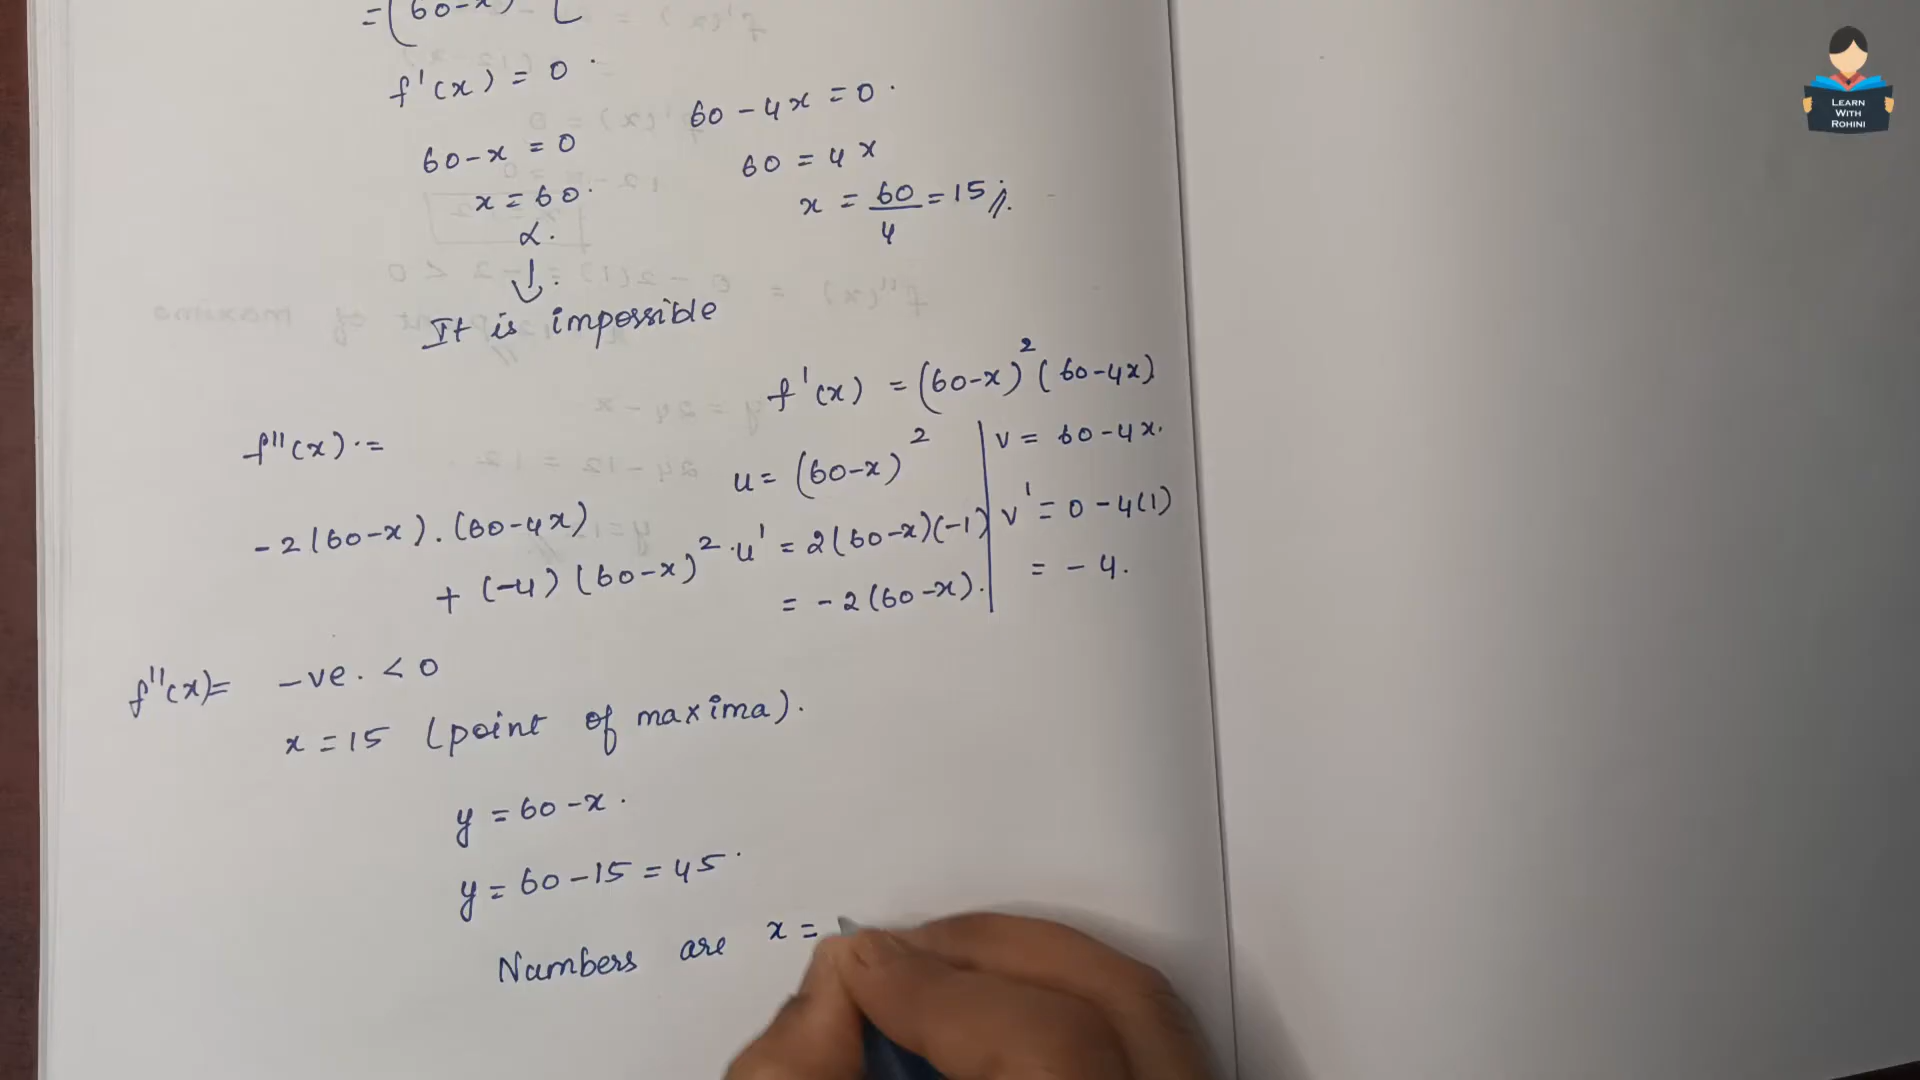 =(60-x)² [
f'(x) = 0.
60-x = 0
x = 60.
α.
It is impossible
60-4x = 0.
60 = 4x
x = 60/4 = 15 //.
f'(x) = (60-x)² (60-4x)
f''(x) . =
-2(60-x) . (60-4x)
+ (-4) (60-x)² .
u = (60-x)²
u' = 2(60-x)(-1)
= -2(60-x).
v = 60-4x.
v' = 0-4(1)
= -4.
f''(x)= -ve. < 0
x = 15 (point of maxima).
y = 60-x.
y = 60-15 = 45.
Numbers are x =
LEARN
WITH
ROHINI